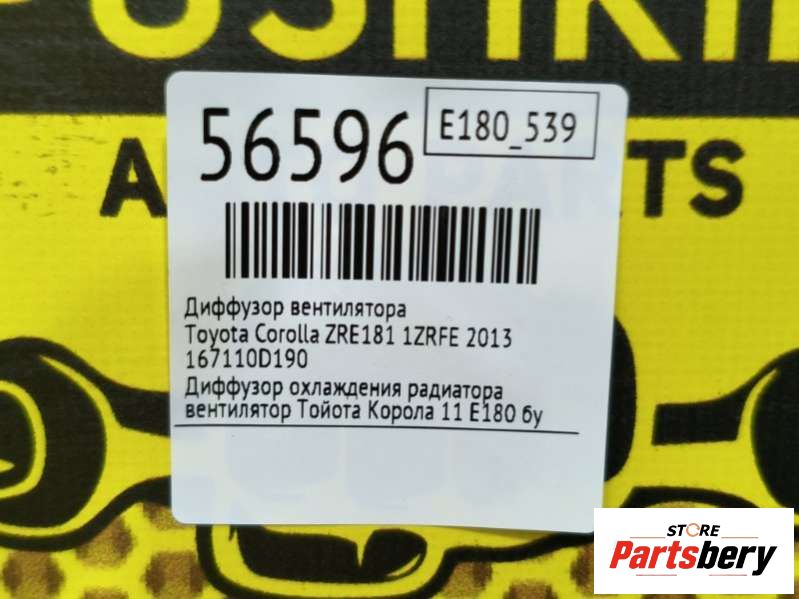 56596
E180_539
Диффузор вентилятора
Toyota Corolla ZRE181 1ZRFE 2013
167110D190
Диффузор охлаждения радиатора
вентилятор Тойота Корола 11 Е180 бу
STORE
Partsbery